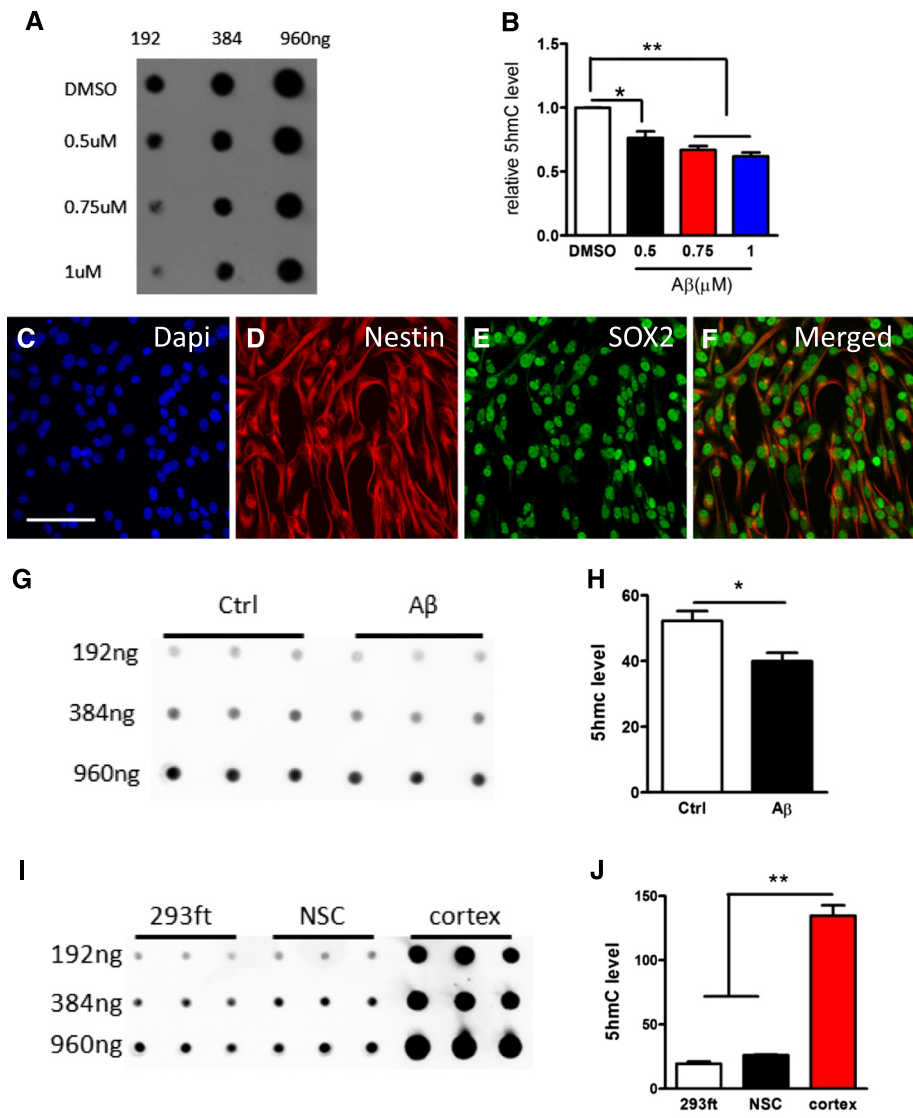 A
192 384 960ng
DMSO
0.5uM
0.75uM
1uM
B
**
*
1.5
1.0
0.5
0.0
relative 5hmC level
DMSO 0.5 0.75 1
Aβ(μM)
C Dapi
D Nestin
E SOX2
F Merged
G
Ctrl Aβ
192ng
384ng
960ng
H
*
60
40
20
0
5hmc level
Ctrl Aβ
I
293ft NSC cortex
192ng
384ng
960ng
J
**
150
100
50
0
5hmC level
293ft NSC cortex